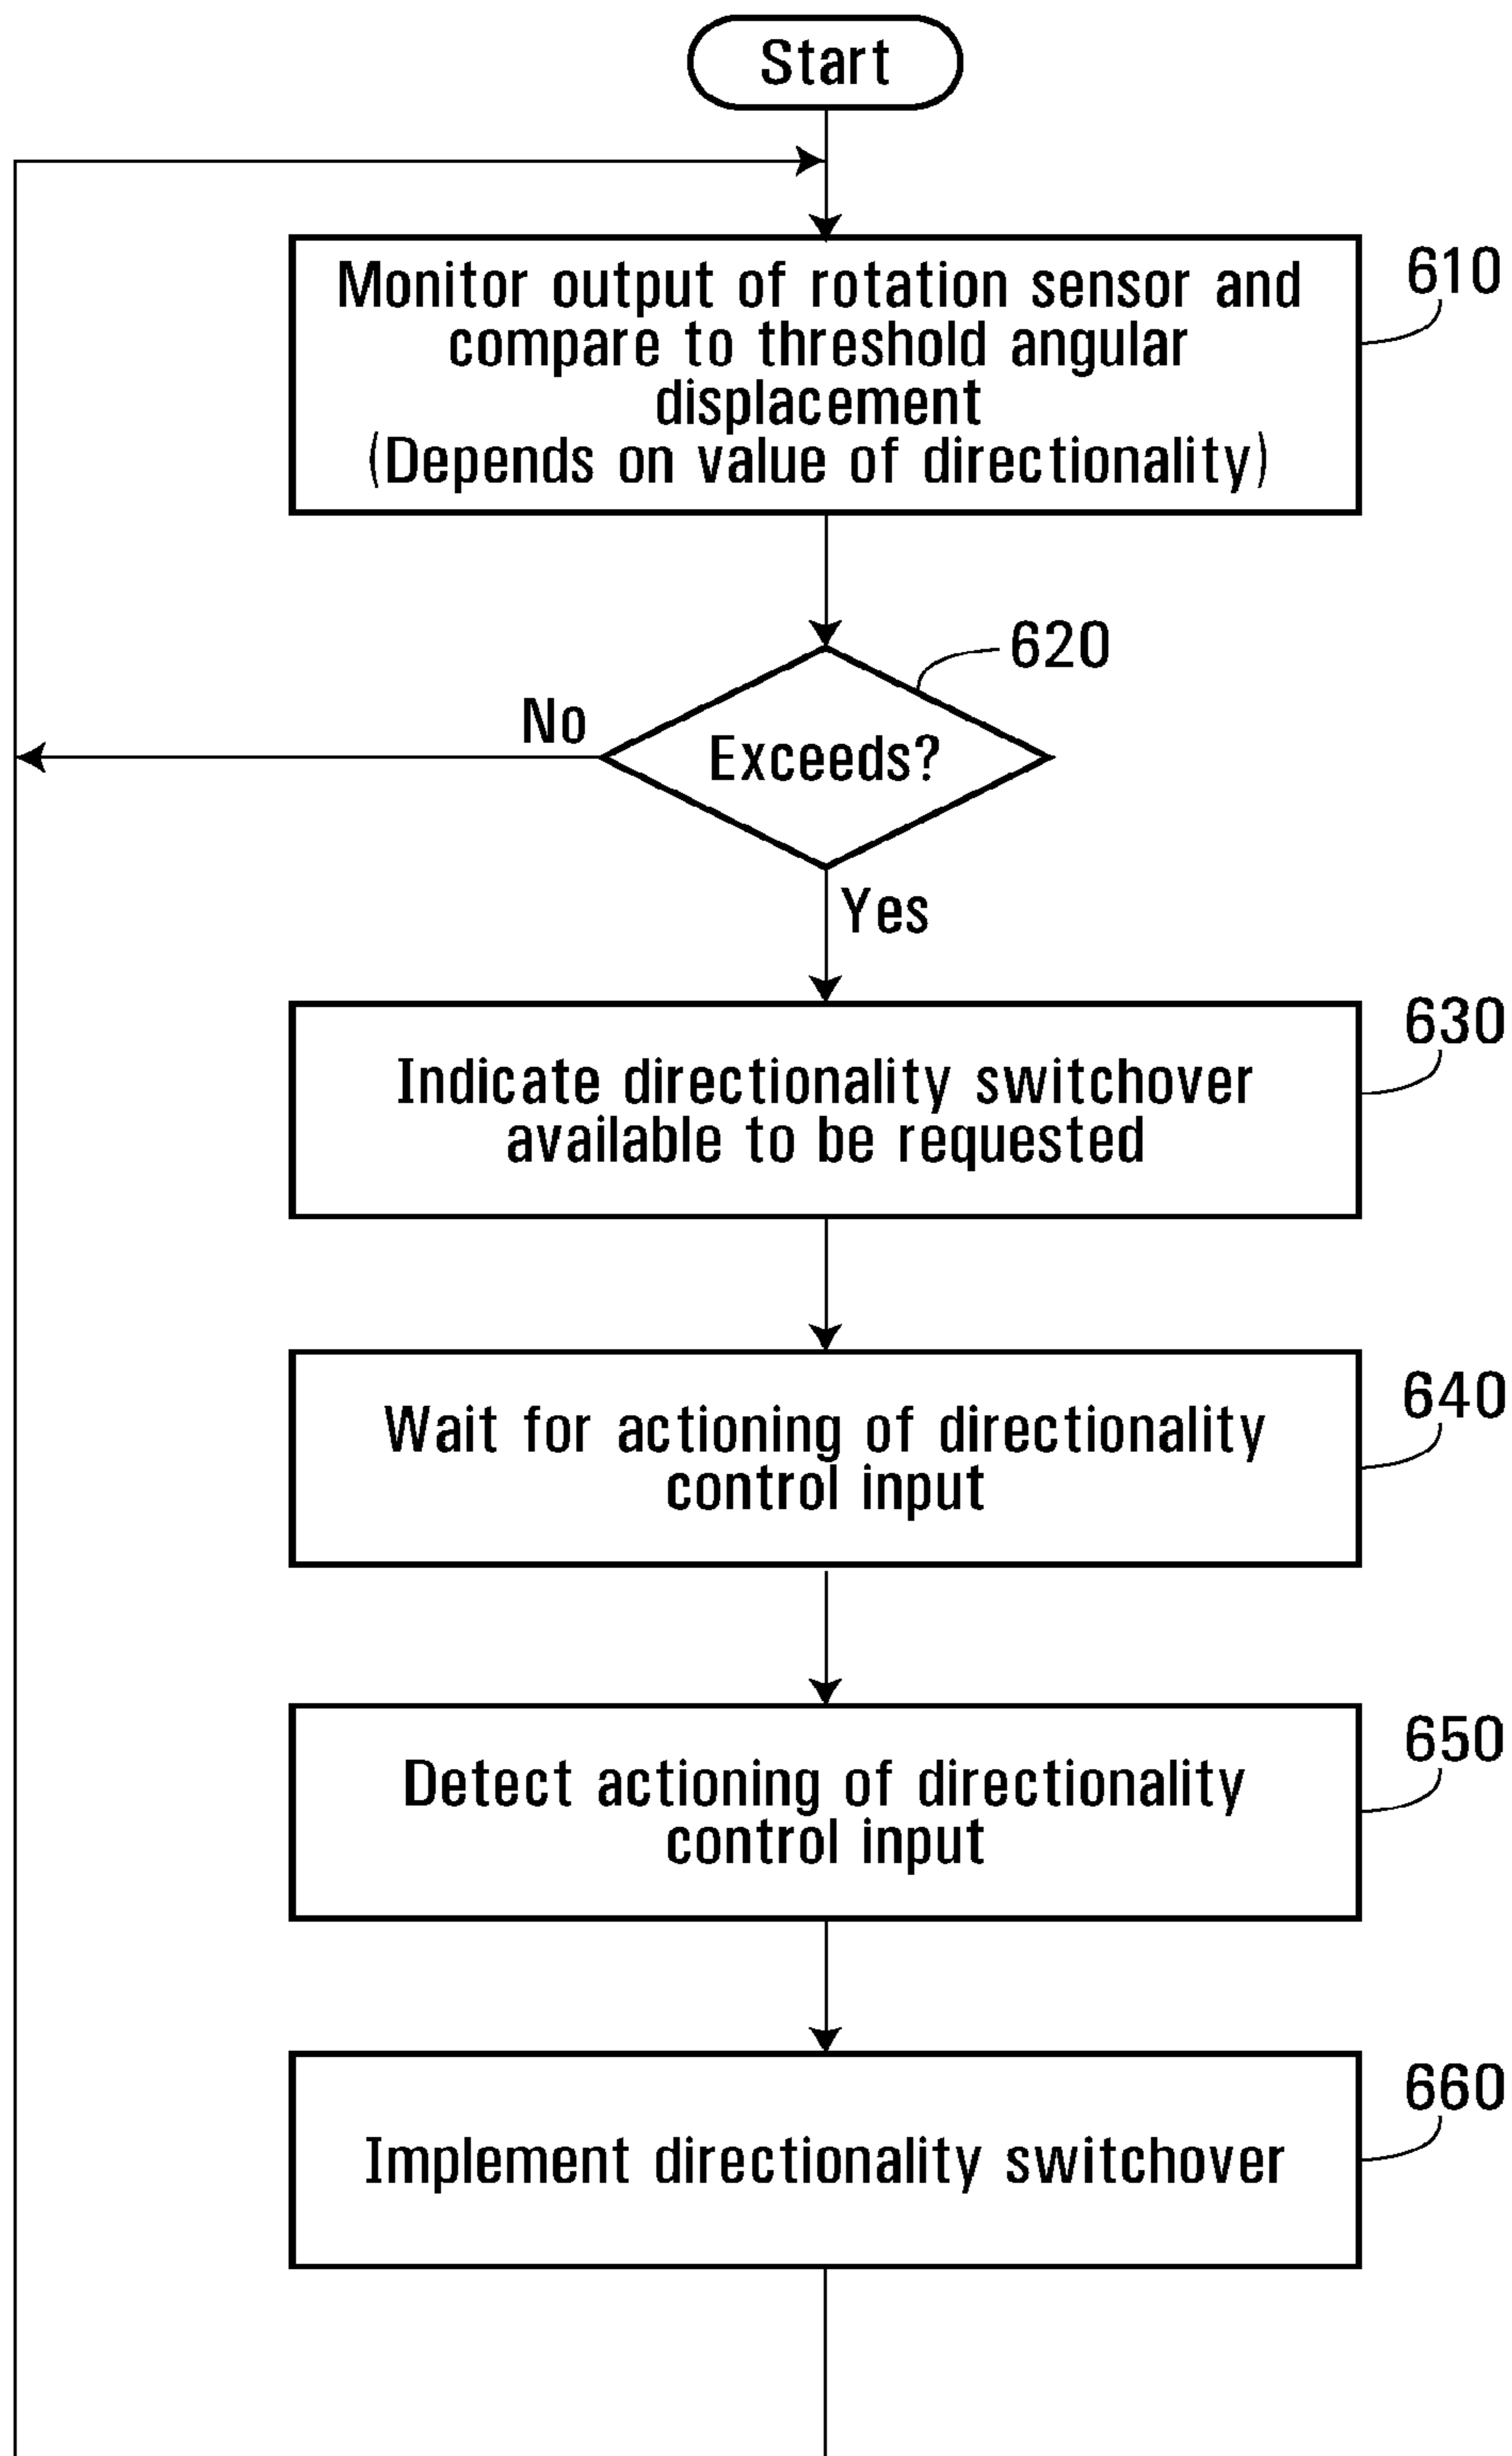 Start
Monitor output of rotation sensor and
compare to threshold angular
displacement
(Depends on value of directionality)
610
620
No
Exceeds?
Yes
630
Indicate directionality switchover
available to be requested
640
Wait for actioning of directionality
control input
650
Detect actioning of directionality
control input
660
Implement directionality switchover